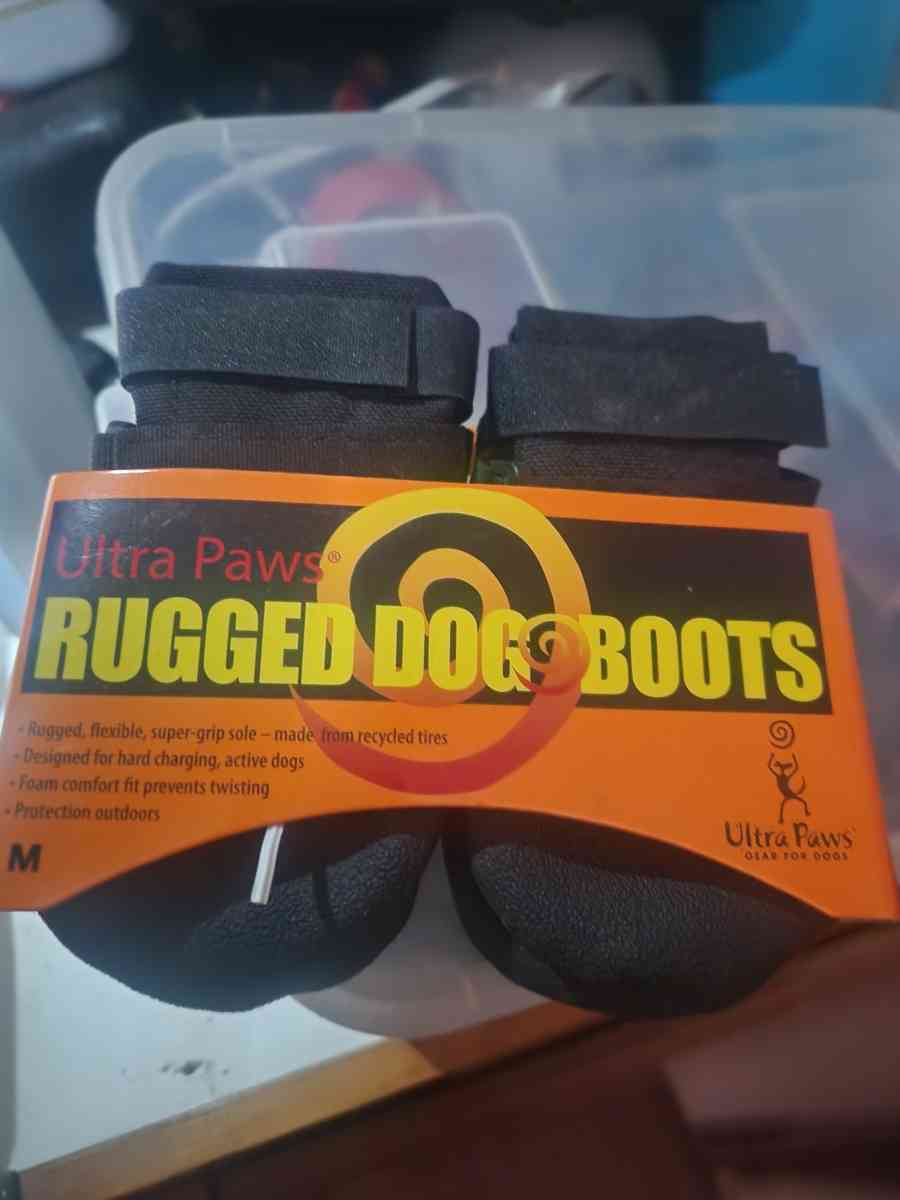 Ultra Paws®
RUGGED DOG BOOTS
• Rugged, flexible, super-grip sole – made from recycled tires
• Designed for hard charging, active dogs
• Foam comfort fit prevents twisting
• Protection outdoors
M
Ultra Paws
GEAR FOR DOGS